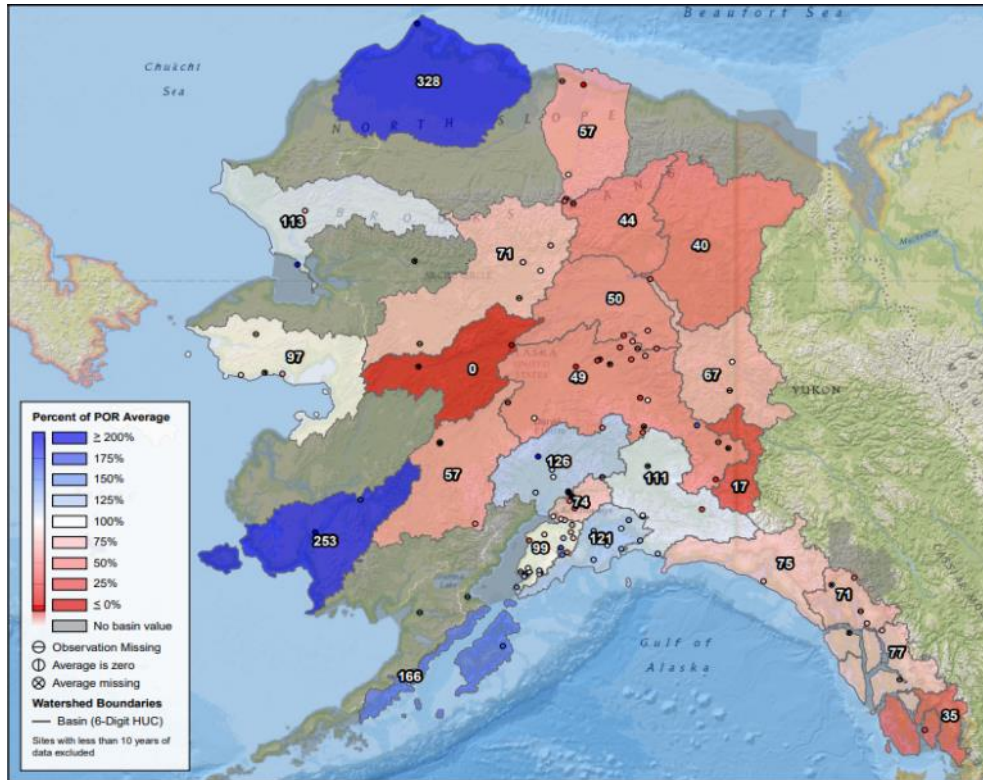 Beaufort Sea
Chukchi
Sea
328
NORTH SLOPE
57
113
BROOKS
71
44
40
50
97
0
49
67
YUKON
57
126
111
17
74
253
99
121
75
71
77
166
Gulf of
Alaska
35
Percent of POR Average
≥ 200%
175%
150%
125%
100%
75%
50%
25%
≤ 0%
No basin value
Observation Missing
Average is zero
Average missing
Watershed Boundaries
Basin (6-Digit HUC)
Sites with less than 10 years of
data excluded